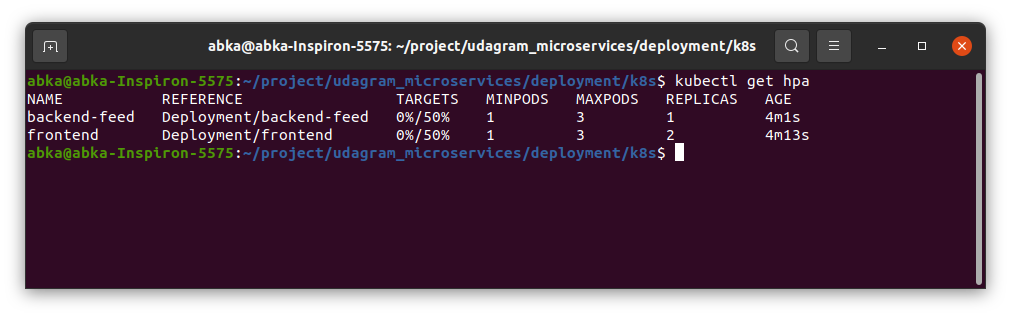 abka@abka-Inspiron-5575: ~/project/udagram_microservices/deployment/k8s
abka@abka-Inspiron-5575:~/project/udagram_microservices/deployment/k8s$ kubectl get hpa
NAME REFERENCE TARGETS MINPODS MAXPODS REPLICAS AGE
backend-feed Deployment/backend-feed 0%/50% 1 3 1 4m1s
frontend Deployment/frontend 0%/50% 1 3 2 4m13s
abka@abka-Inspiron-5575:~/project/udagram_microservices/deployment/k8s$